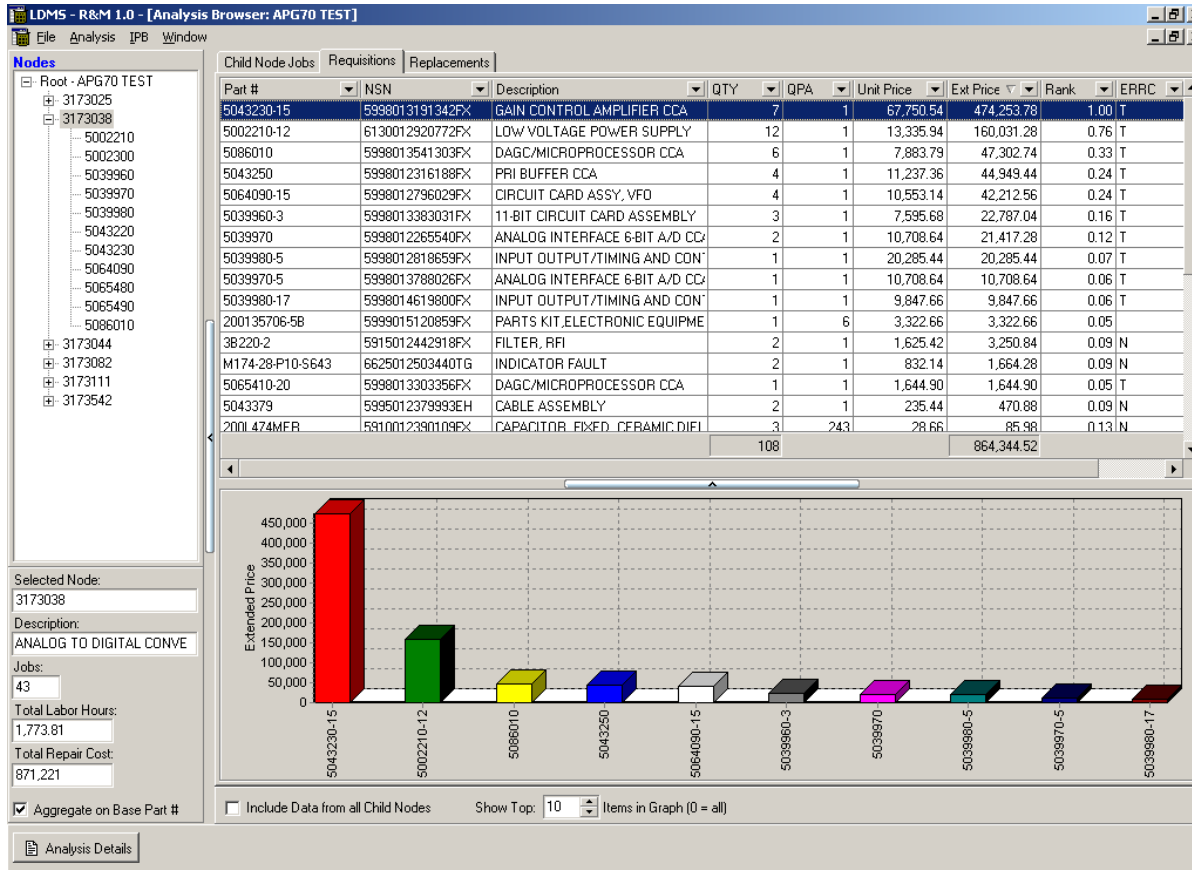 LDMS - R&M 1.0 - [Analysis Browser: APG70 TEST]
File Analysis IPB Window
Nodes
Root - APG70 TEST
3173025
3173038
5002210
5002300
5039960
5039970
5039980
5043220
5043230
5064090
5065480
5065490
5086010
3173044
3173082
3173111
3173542
Selected Node:
3173038
Description:
ANALOG TO DIGITAL CONVE
Jobs:
43
Total Labor Hours:
1,773.81
Total Repair Cost:
871,221
Aggregate on Base Part #
Child Node Jobs Requisitions Replacements
Part # NSN Description QTY QPA Unit Price Ext Price Rank ERRC
5043230-15 5998013191342FX GAIN CONTROL AMPLIFIER CCA 7 1 67,750.54 474,253.78 1.00 T
5002210-12 6130012920772FX LOW VOLTAGE POWER SUPPLY 12 1 13,335.94 160,031.28 0.76 T
5086010 5998013541303FX DAGC/MICROPROCESSOR CCA 6 1 7,883.79 47,302.74 0.33 T
5043250 5998012316188FX PRI BUFFER CCA 4 1 11,237.36 44,949.44 0.24 T
5064090-15 5998012796029FX CIRCUIT CARD ASSY, VFO 4 1 10,553.14 42,212.56 0.24 T
5039960-3 5998013383031FX 11-BIT CIRCUIT CARD ASSEMBLY 3 1 7,595.68 22,787.04 0.16 T
5039970 5998012265540FX ANALOG INTERFACE 6-BIT A/D CCA 2 1 10,708.64 21,417.28 0.12 T
5039980-5 5998012818659FX INPUT OUTPUT/TIMING AND CONT 1 1 20,285.44 20,285.44 0.07 T
5039970-5 5998013788026FX ANALOG INTERFACE 6-BIT A/D CCA 1 1 10,708.64 10,708.64 0.06 T
5039980-17 5998014619800FX INPUT OUTPUT/TIMING AND CONT 1 1 9,847.66 9,847.66 0.06 T
200135706-5B 5999015120859FX PARTS KIT,ELECTRONIC EQUIPME 1 6 3,322.66 3,322.66 0.05
3B220-2 5915012442918FX FILTER, RFI 2 1 1,625.42 3,250.84 0.09 N
M174-28-P10-S643 6625012503440TG INDICATOR FAULT 2 1 832.14 1,664.28 0.09 N
5065410-20 5998013303356FX DAGC/MICROPROCESSOR CCA 1 1 1,644.90 1,644.90 0.05 T
5043379 5995012379993EH CABLE ASSEMBLY 2 1 235.44 470.88 0.09 N
200L474MER 5910012390109FX CAPACITOR, FIXED, CERAMIC DIEL 3 243 28.66 85.98 0.13 N
108 864,344.52
Extended Price
450,000
400,000
350,000
300,000
250,000
200,000
150,000
100,000
50,000
0
5043230-15
5002210-12
5086010
5043250
5064090-15
5039960-3
5039970
5039980-5
5039970-5
5039980-17
Include Data from all Child Nodes Show Top: 10 Items in Graph (0 = all)
Analysis Details